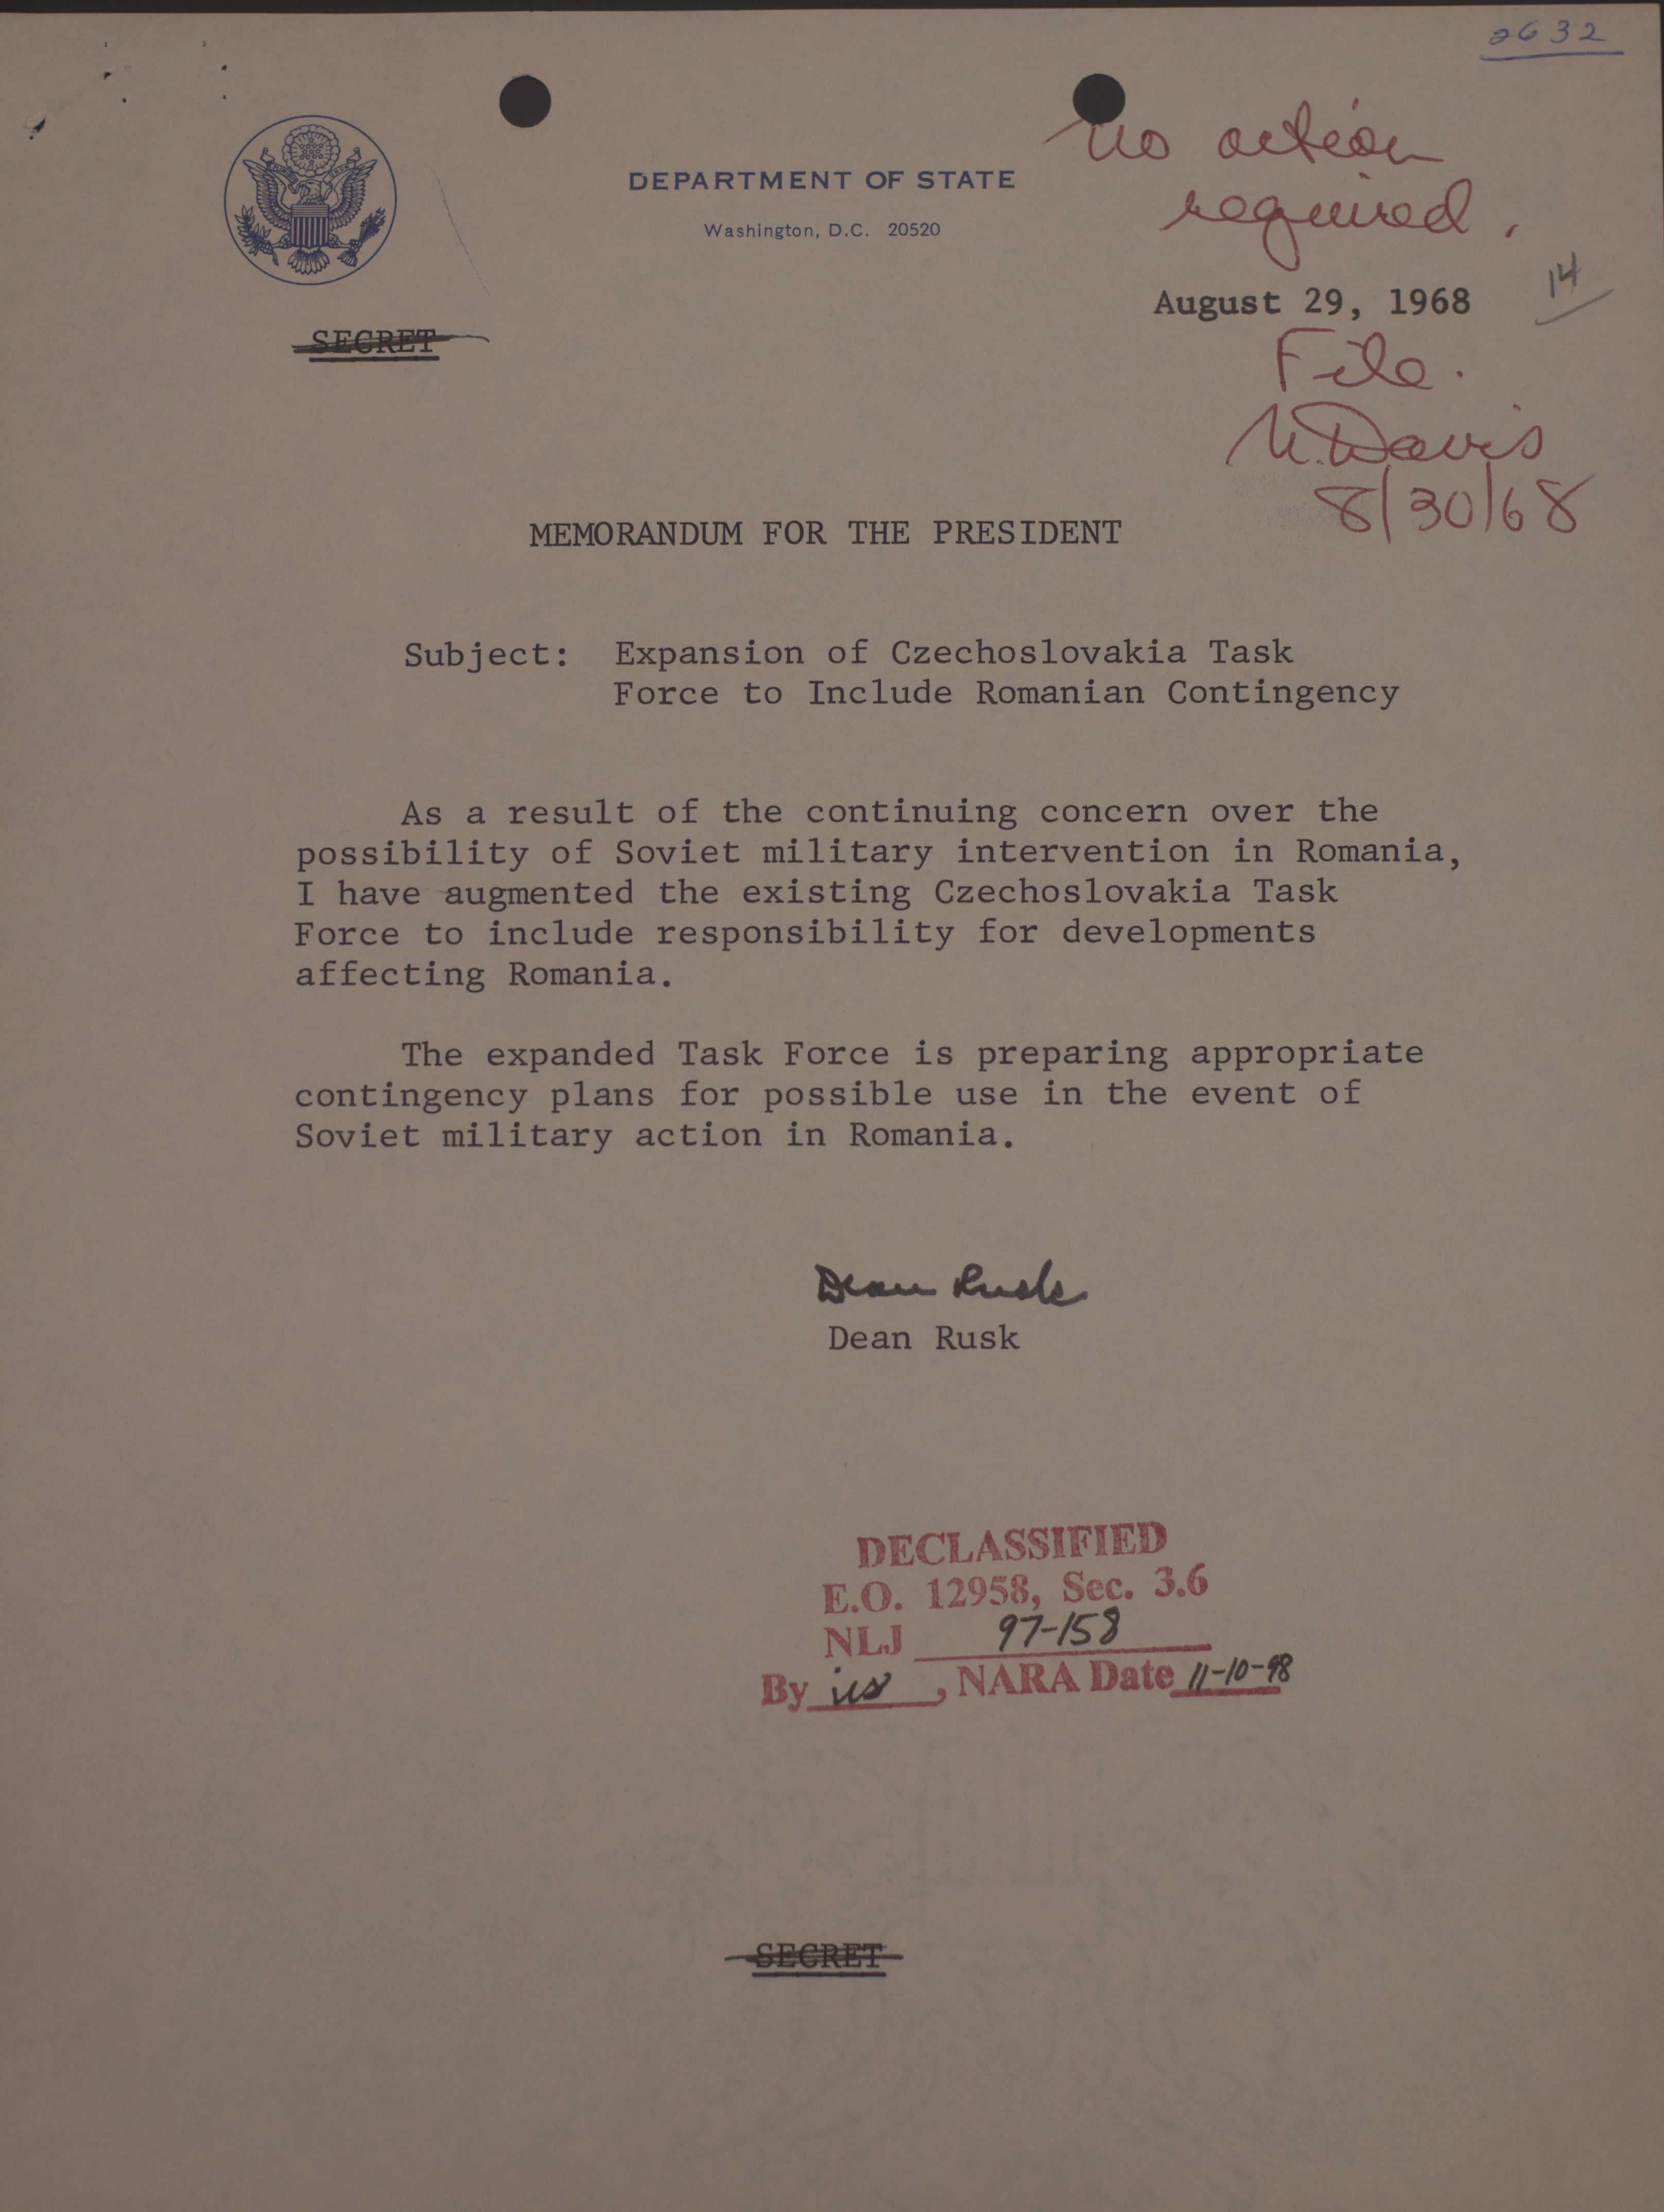 2632
No action
required.
DEPARTMENT OF STATE
Washington, D.C. 20520
August 29, 1968
14
SECRET
File.
N. Davis
8/30/68
MEMORANDUM FOR THE PRESIDENT
Subject: Expansion of Czechoslovakia Task
Force to Include Romanian Contingency
As a result of the continuing concern over the
possibility of Soviet military intervention in Romania,
I have augmented the existing Czechoslovakia Task
Force to include responsibility for developments
affecting Romania.
The expanded Task Force is preparing appropriate
contingency plans for possible use in the event of
Soviet military action in Romania.
Dean Rusk
Dean Rusk
DECLASSIFIED
E.O. 12958, Sec. 3.6
NLJ 97-158
By , NARA Date 11-10-98
SECRET